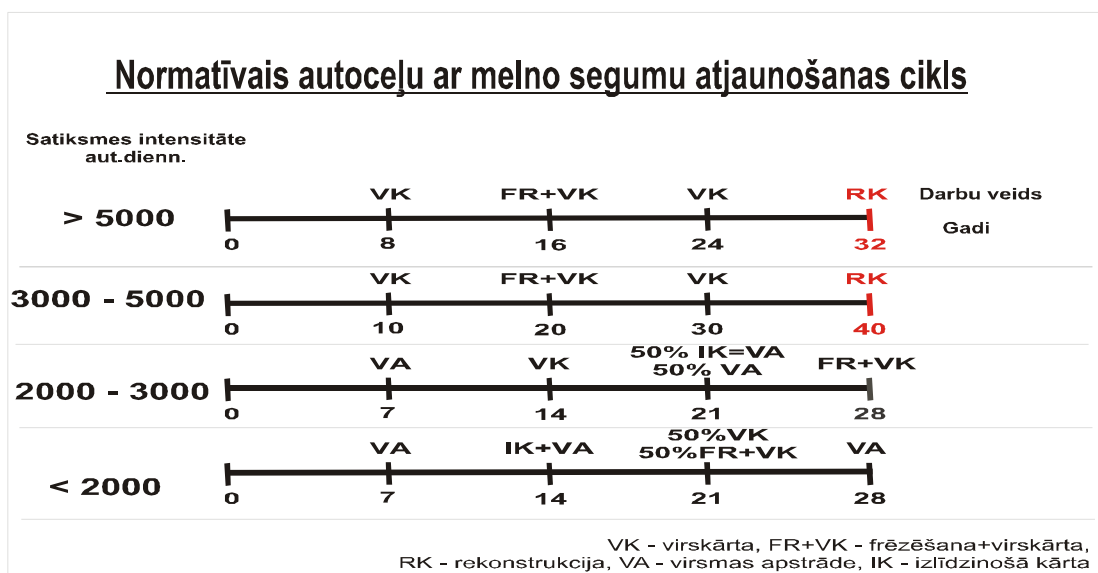 Normatīvais autoceļu ar melno segumu atjaunošanas cikls
Satiksmes intensitāte
aut.dienn.
VK FR+VK VK RK Darbu veids
> 5000
0 8 16 24 32 Gadi
VK FR+VK VK RK
3000 - 5000
0 10 20 30 40
50% IK=VA
VA VK 50% VA FR+VK
2000 - 3000
0 7 14 21 28
50%VK
VA IK+VA 50%FR+VK VA
< 2000
0 7 14 21 28
VK - virskārta, FR+VK - frēzēšana+virskārta,
RK - rekonstrukcija, VA - virsmas apstrāde, IK - izlīdzinošā kārta